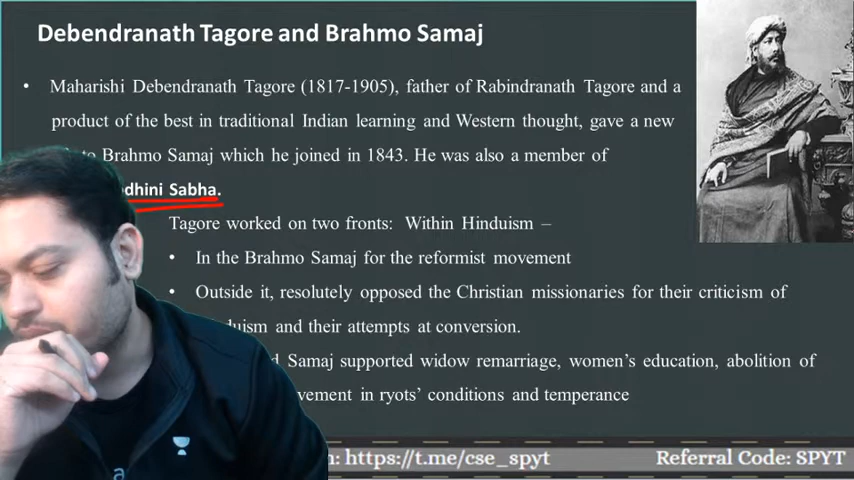 Debendranath Tagore and Brahmo Samaj
• Maharishi Debendranath Tagore (1817-1905), father of Rabindranath Tagore and a
product of the best in traditional Indian learning and Western thought, gave a new
to Brahmo Samaj which he joined in 1843. He was also a member of
Sabha.
Tagore worked on two fronts: Within Hinduism –
• In the Brahmo Samaj for the reformist movement
• Outside it, resolutely opposed the Christian missionaries for their criticism of
and their attempts at conversion.
Samaj supported widow remarriage, women's education, abolition of
in ryots' conditions and temperance
https://t.me/cse_spyt Referral Code: SPYT